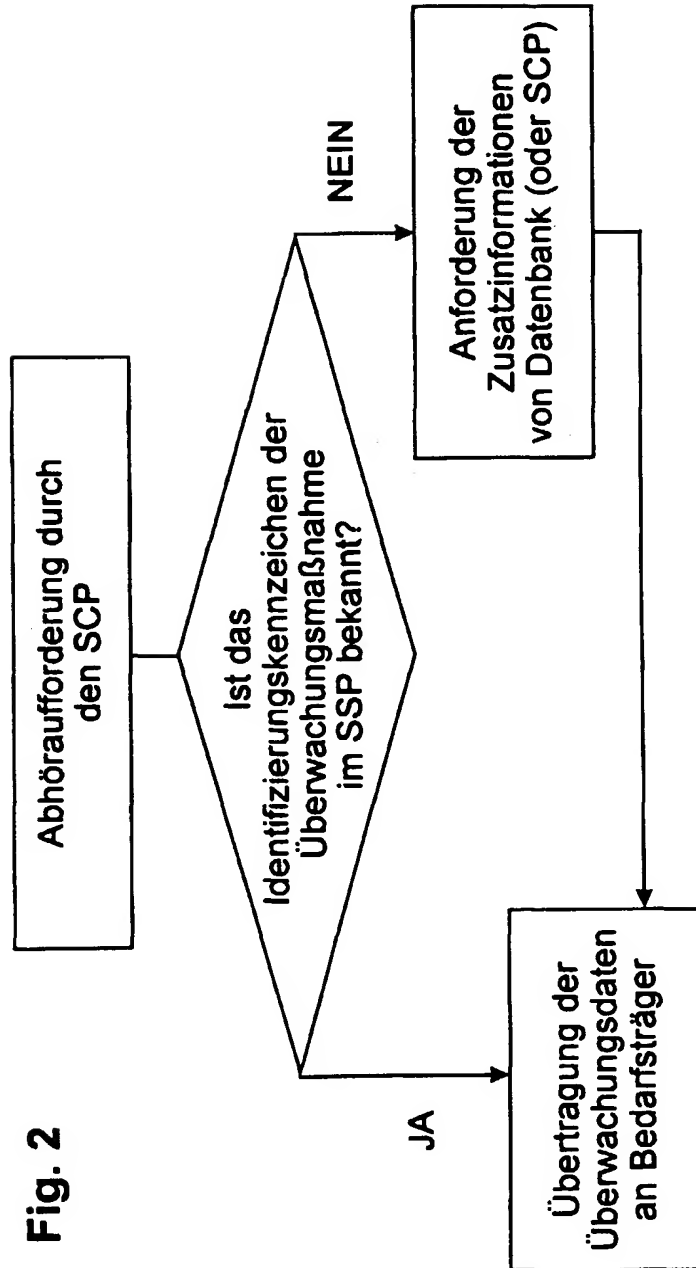 Fig. 2
Abhöraufforderung durch
den SCP
Ist das
Identifizierungskennzeichen der
Überwachungsmaßnahme
im SSP bekannt?
JA
NEIN
Anforderung der
Zusatzinformationen
von Datenbank (oder SCP)
Übertragung der
Überwachungsdaten
an Bedarfsträger